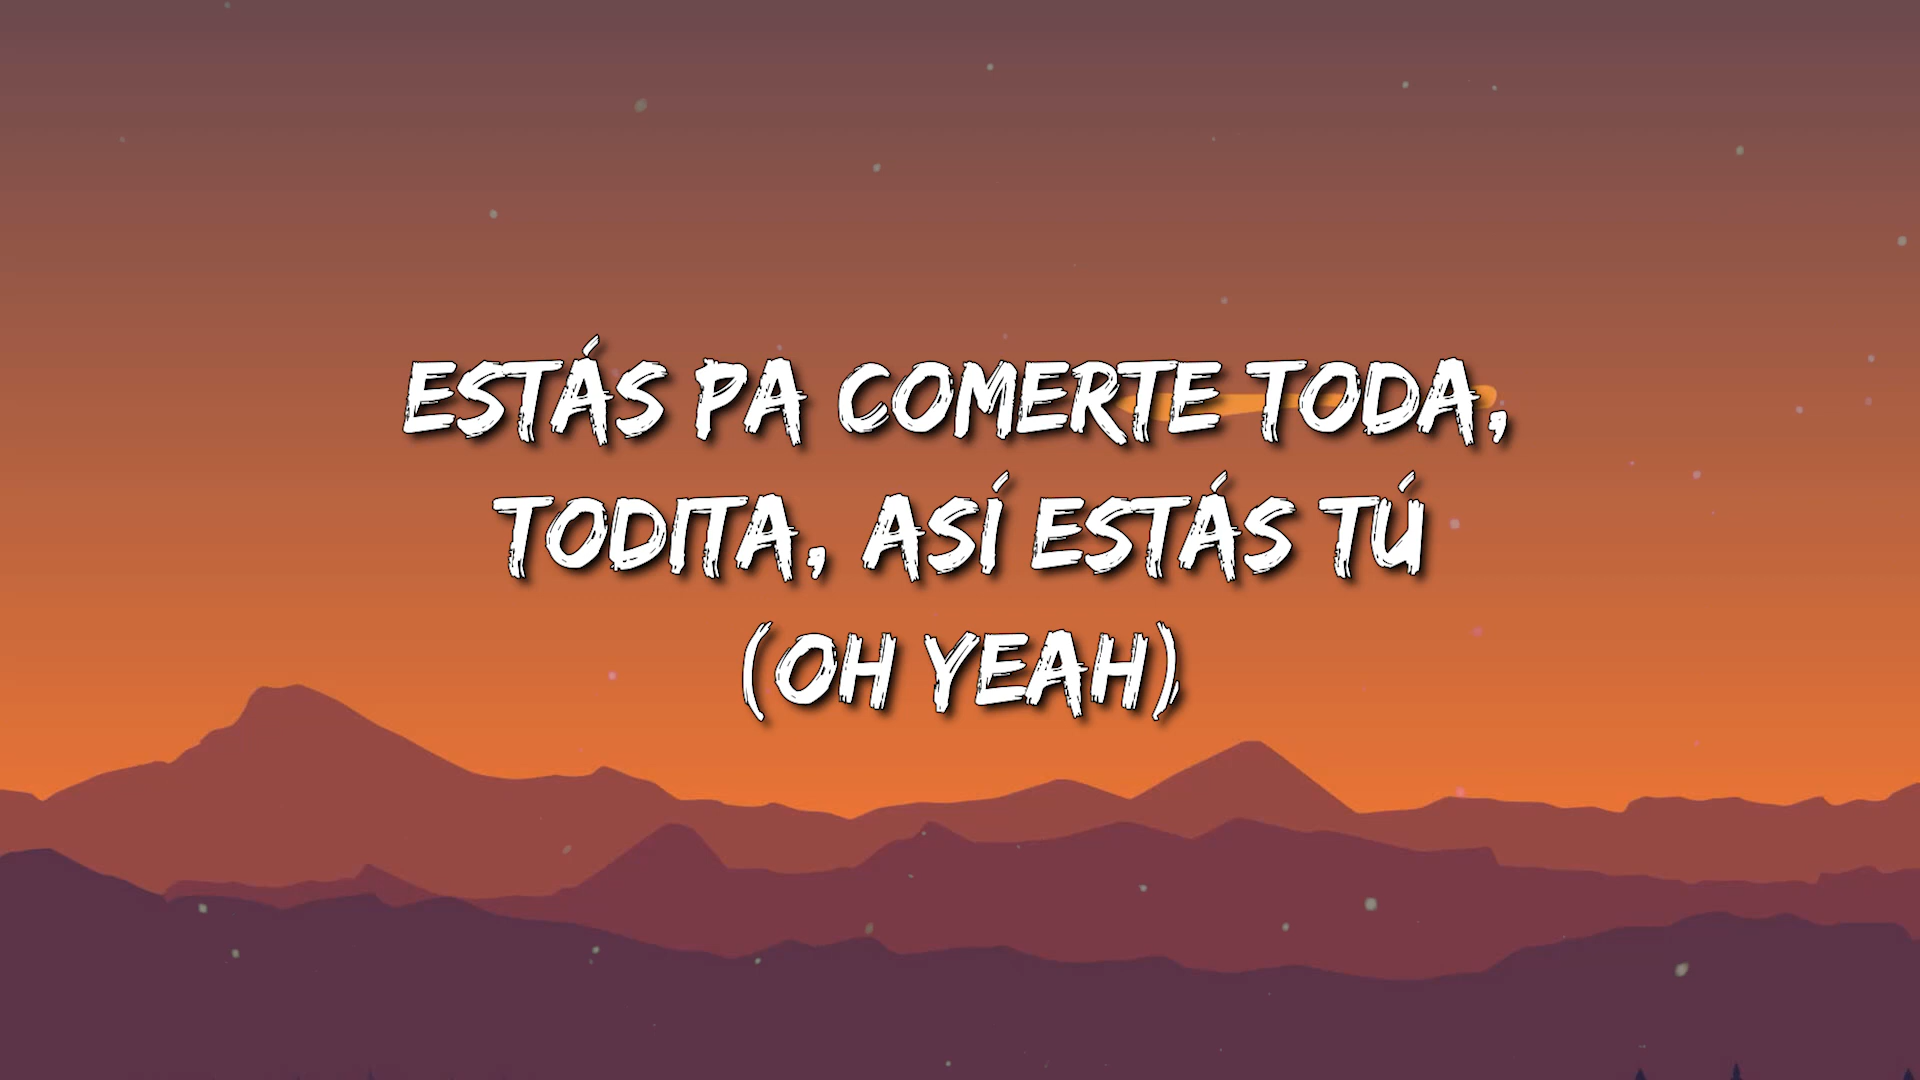 ESTÁS PA COMERTE TODA,
TODITA, ASÍ ESTÁS TÚ
(OH YEAH)